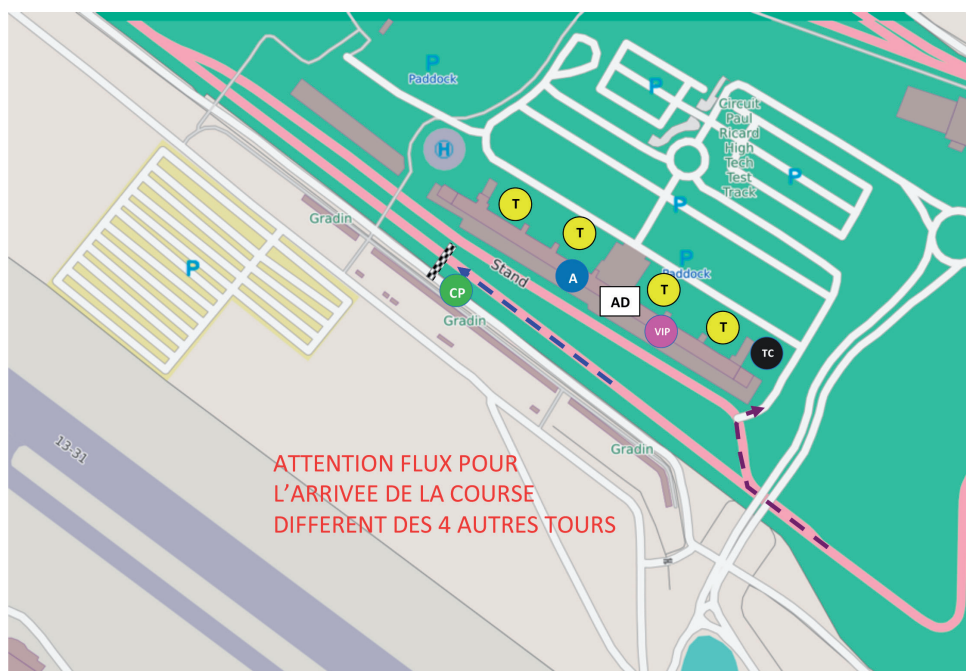 P
Paddock
P
Circuit
Paul
Ricard
High
Tech
Test
Track
H
P
T
P
Gradin
T
P
Stand
Paddock
P
A
CP
T
AD
Gradin
VIP
T
TC
13-31
Gradin
ATTENTION FLUX POUR
L'ARRIVEE DE LA COURSE
DIFFERENT DES 4 AUTRES TOURS